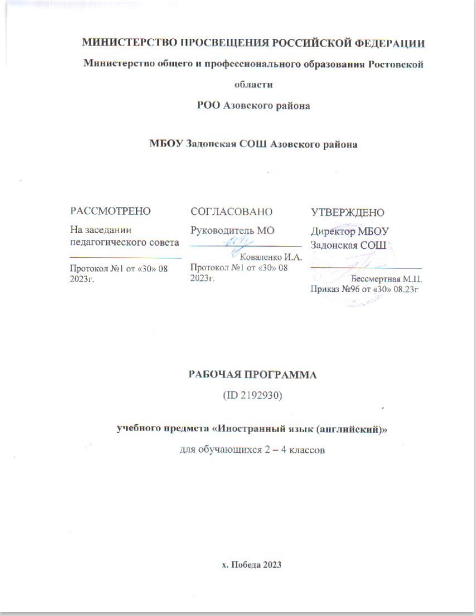 МИНИСТЕРСТВО ПРОСВЕЩЕНИЯ РОССИЙСКОЙ ФЕДЕРАЦИИ
Министерство общего и профессионального образования Ростовской
области
РОО Азовского района
МБОУ Задонская СОШ Азовского района
РАССМОТРЕНО
На заседании
педагогического совета
Протокол №1 от «30» 08
2023г.
СОГЛАСОВАНО
Руководитель МО
Коваленко И.А.
Протокол №1 от «30» 08
2023г.
УТВЕРЖДЕНО
Директор МБОУ
Задонская СОШ
Бессмертная М.П.
Приказ №96 от «30» 08.23г
РАБОЧАЯ ПРОГРАММА
(ID 2192930)
учебного предмета «Иностранный язык (английский)»
для обучающихся 2 – 4 классов
х. Победа 2023